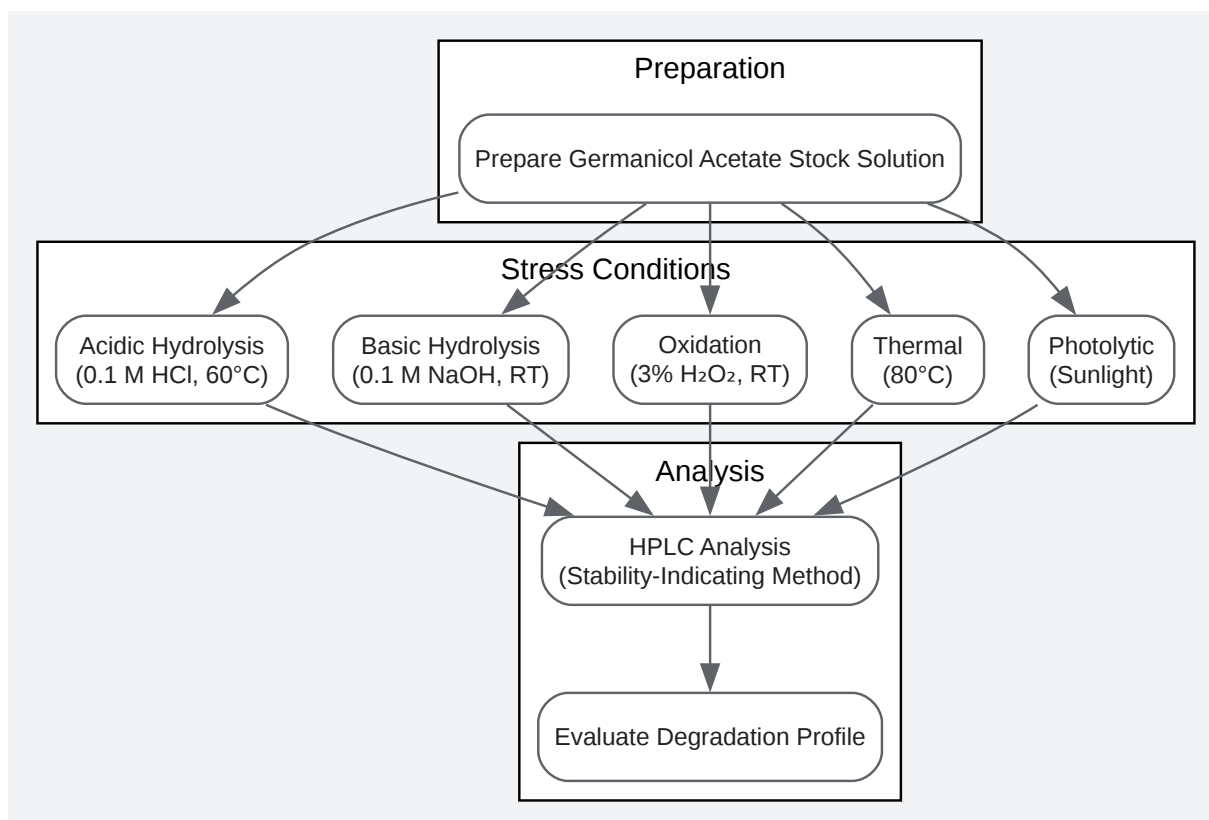 Preparation
Prepare Germanicol Acetate Stock Solution
Stress Conditions
Acidic Hydrolysis
(0.1 M HCl, 60°C)
Basic Hydrolysis
(0.1 M NaOH, RT)
Oxidation
(3% H₂O₂, RT)
Thermal
(80°C)
Photolytic
(Sunlight)
Analysis
HPLC Analysis
(Stability-Indicating Method)
Evaluate Degradation Profile